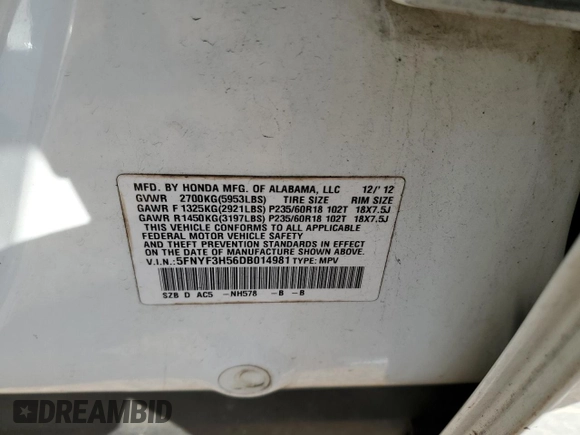 MFD. BY HONDA MFG. OF ALABAMA, LLC 12/'12
GVWR 2700KG(5953LBS) TIRE SIZE RIM SIZE
GAWR F 1325KG(2921LBS) P235/60R18 102T 18X7.5J
GAWR R1450KG(3197LBS) P235/60R18 102T 18X7.5J
THIS VEHICLE CONFORMS TO ALL APPLICABLE
FEDERAL MOTOR VEHICLE SAFETY, BUMPER
AND THEFT PREVENTION STANDARDS IN EFFECT
ON THE DATE OF MANUFACTURE SHOWN ABOVE.
V.I.N.:5FNYF3H56DB014981 TYPE: MPV
SZB D AC5 -NH578 -B -B
DREAMBID